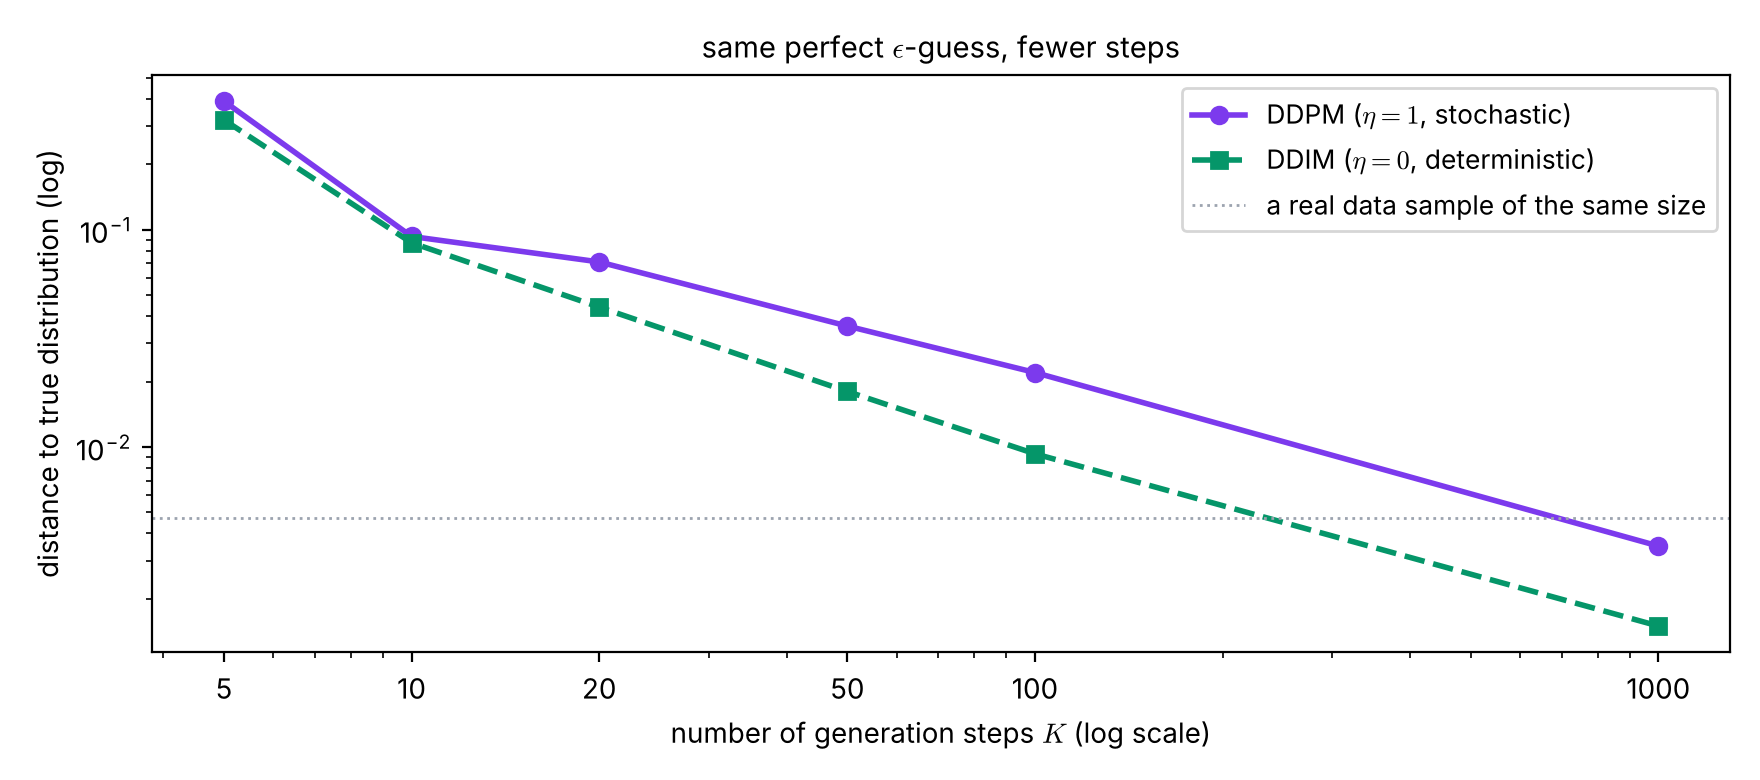 same perfect ϵ-guess, fewer steps
DDPM (η = 1, stochastic)
DDIM (η = 0, deterministic)
a real data sample of the same size
distance to true distribution (log)
10⁻¹
10⁻²
5 10 20 50 100 1000
number of generation steps K (log scale)